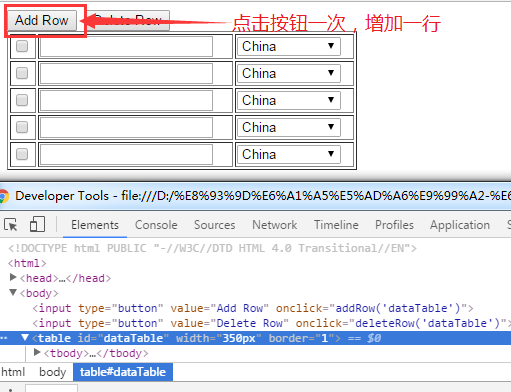 Add Row Delete Row 点击按钮一次，增加一行
China
China
China
China
China
Developer Tools - file:///D:/%E8%93%9D%E6%A1%A5%E5%AD%A6%E9%99%A2-%E6
Elements Console Sources Network Timeline Profiles Application
<!DOCTYPE html PUBLIC "-//W3C//DTD HTML 4.0 Transitional//EN">
<html>
<head>…</head>
<body>
<input type="button" value="Add Row" onclick="addRow('dataTable')">
<input type="button" value="Delete Row" onclick="deleteRow('dataTable')">
<table id="dataTable" width="350px" border="1"> == $0
<tbody>…</tbody>
html body table#dataTable